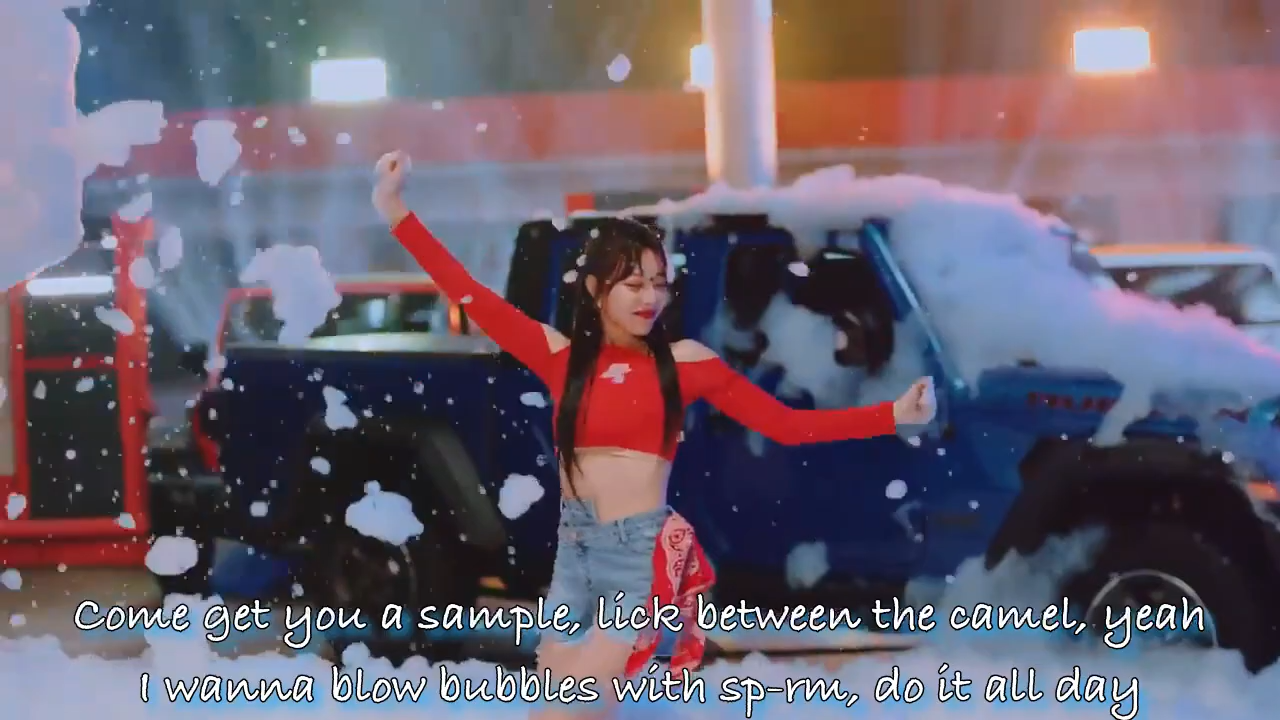 Come get you a sample, lick between the camel, yeah
I wanna blow bubbles with sp-rm, do it all day